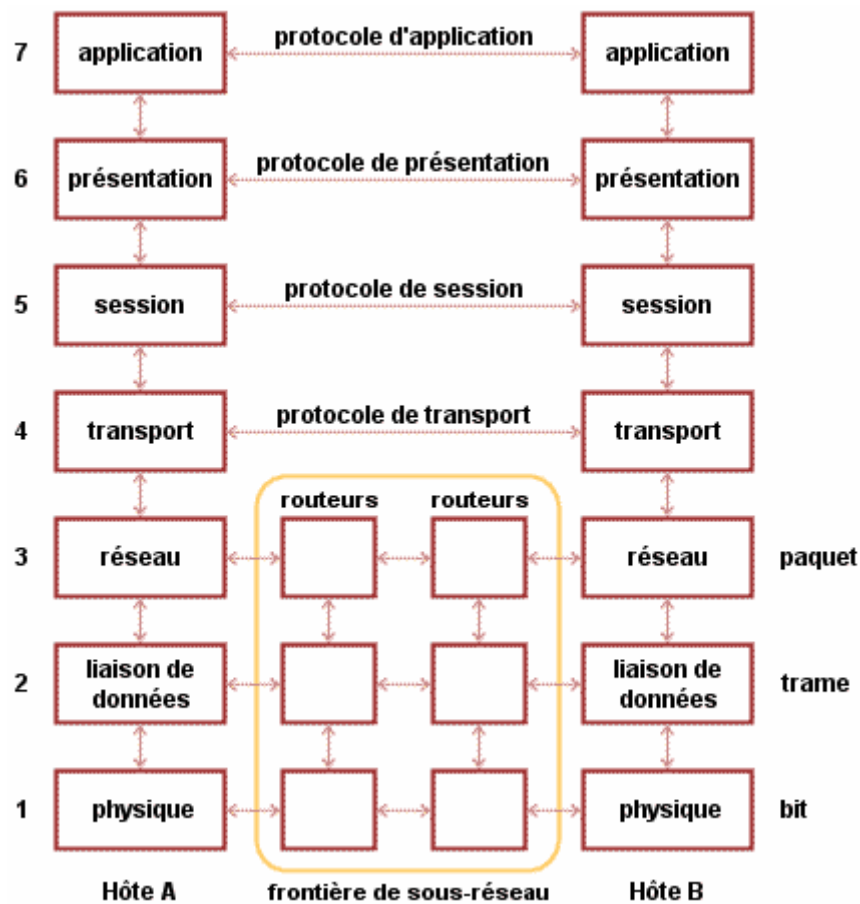 7 application protocole d'application application
6 présentation protocole de présentation présentation
5 session protocole de session session
4 transport protocole de transport transport
routeurs routeurs
3 réseau réseau paquet
2 liaison de données liaison de données trame
1 physique physique bit
Hôte A frontière de sous-réseau Hôte B